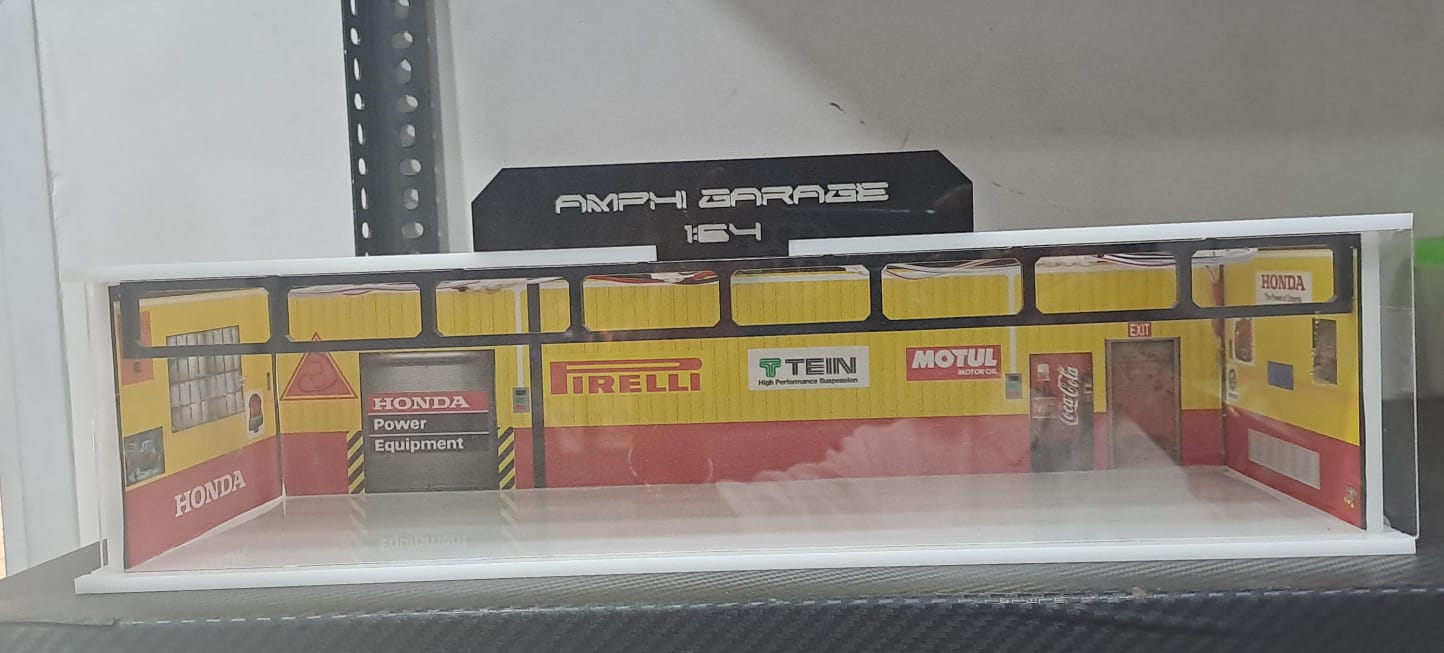 AMPHI GARAGE
1:64
HONDA
The Power of Dreams
EXIT
PIRELLI
TEIN
High Performance Suspension
MOTUL
MOTOR OIL
HONDA
Power
Equipment
Coca-Cola
HONDA